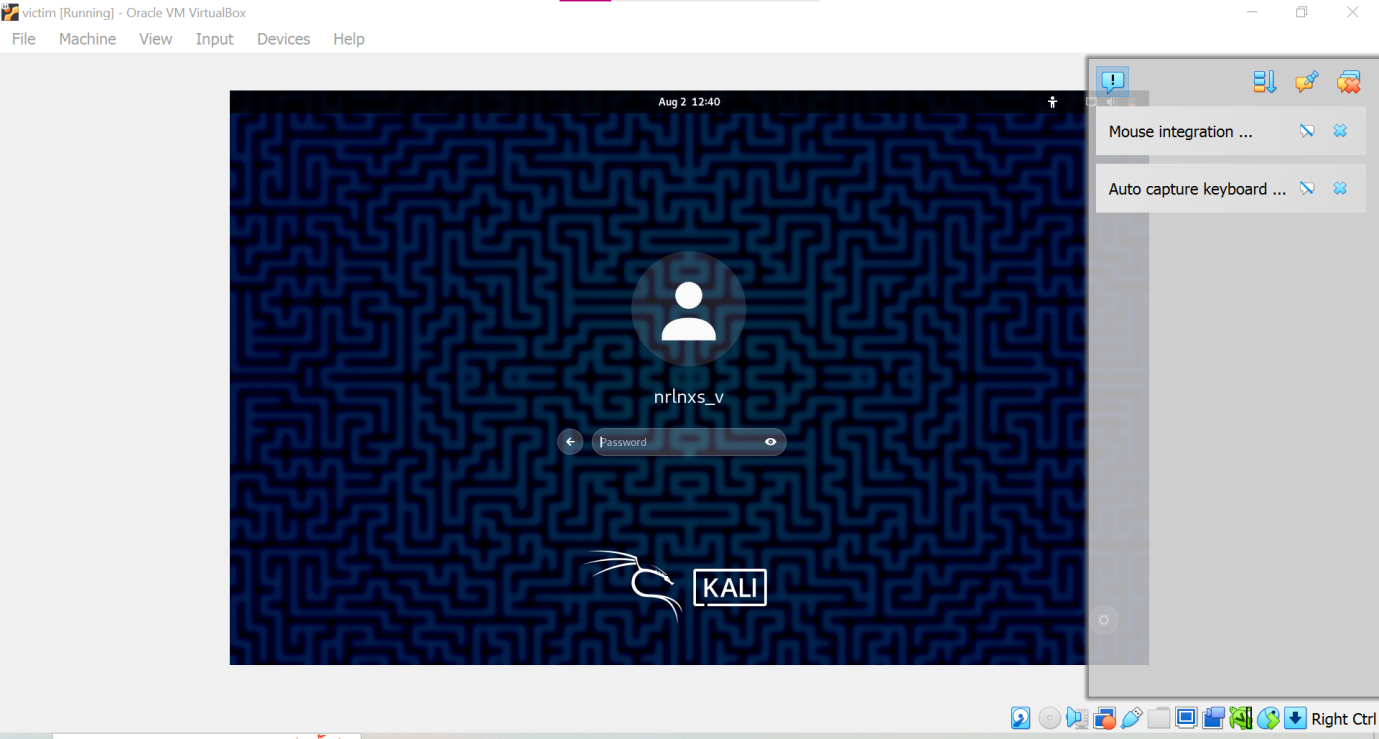 victim [Running] - Oracle VM VirtualBox
File Machine View Input Devices Help
Aug 2 12:40
Mouse integration ...
Auto capture keyboard ...
nrlnxs_v
Password
KALI
Right Ctrl